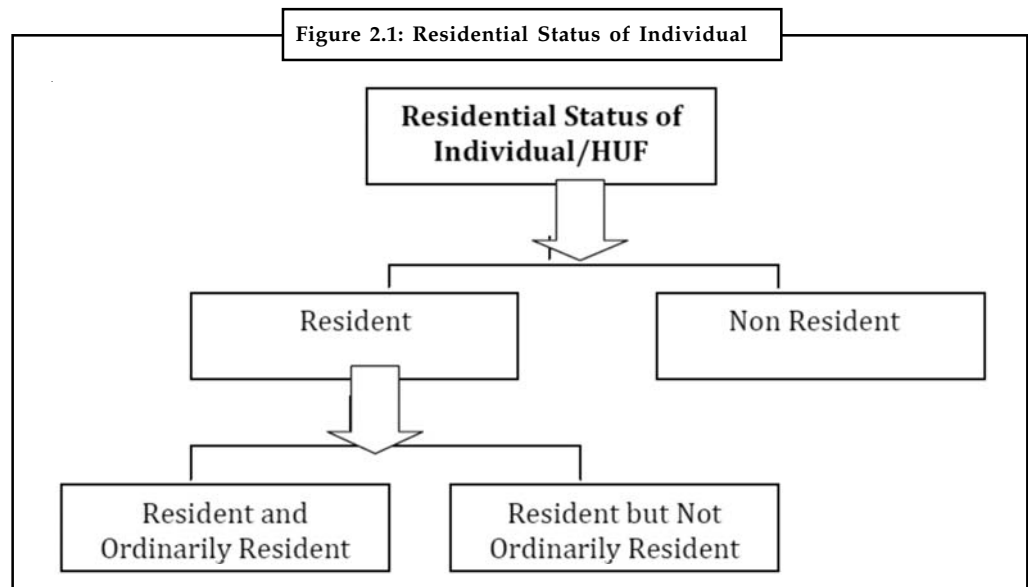 Figure 2.1: Residential Status of Individual
Residential Status of
Individual/HUF
Resident
Non Resident
Resident and
Ordinarily Resident
Resident but Not
Ordinarily Resident